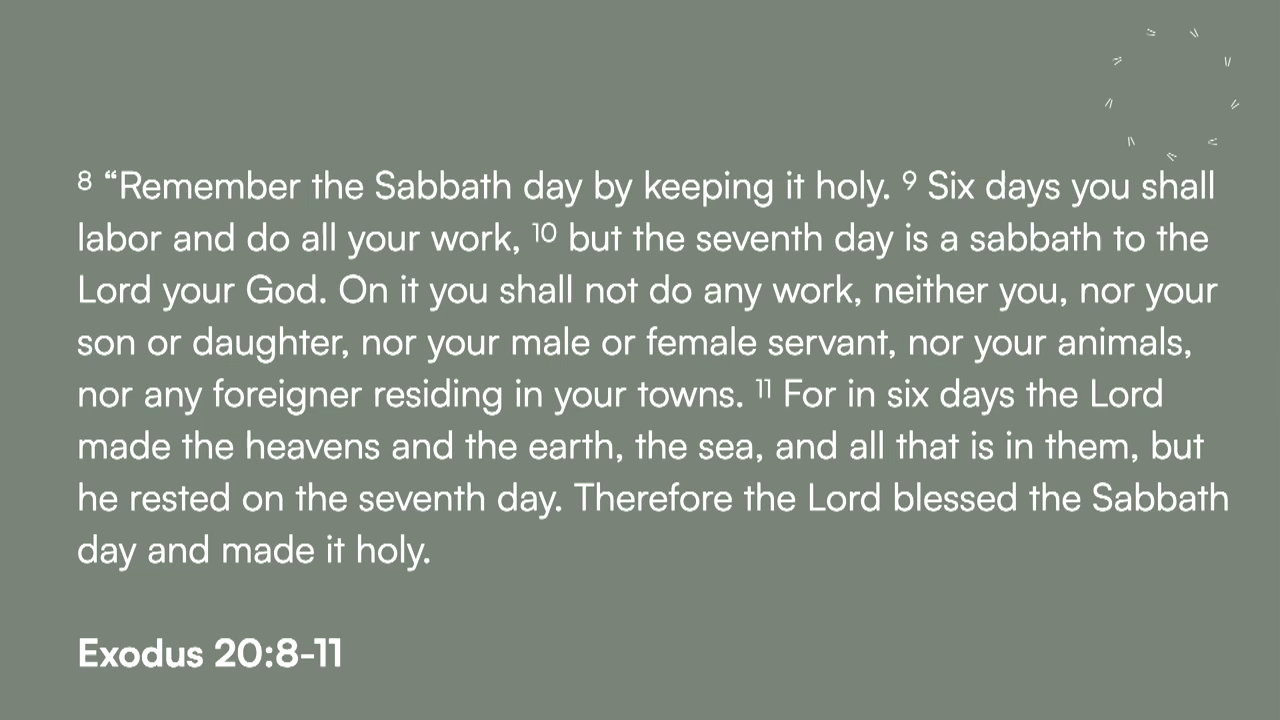 8 “Remember the Sabbath day by keeping it holy. 9 Six days you shall
labor and do all your work, 10 but the seventh day is a sabbath to the
Lord your God. On it you shall not do any work, neither you, nor your
son or daughter, nor your male or female servant, nor your animals,
nor any foreigner residing in your towns. 11 For in six days the Lord
made the heavens and the earth, the sea, and all that is in them, but
he rested on the seventh day. Therefore the Lord blessed the Sabbath
day and made it holy.
Exodus 20:8-11